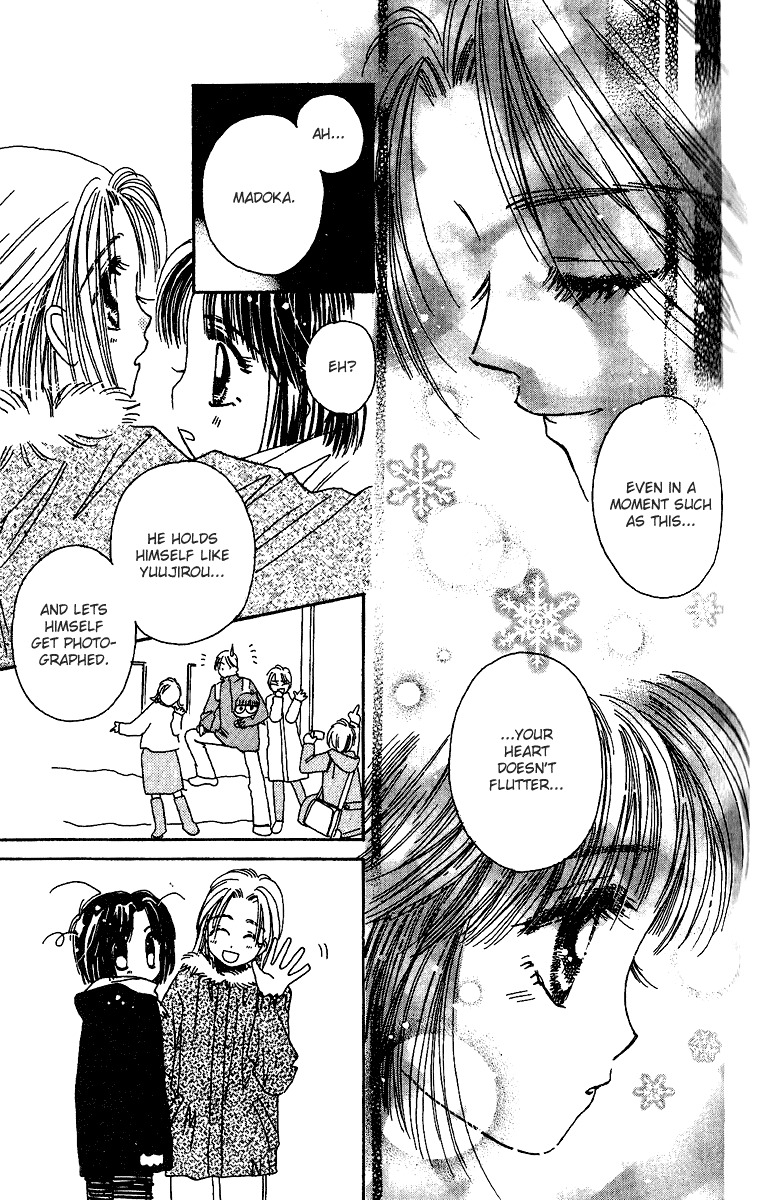 EVEN IN A
MOMENT SUCH
AS THIS...
...YOUR
HEART
DOESN'T
FLUTTER...
AH...
MADOKA.
EH?
HE HOLDS
HIMSELF LIKE
YUUJIROU...
AND LETS
HIMSELF
GET PHOTO-
GRAPHED.